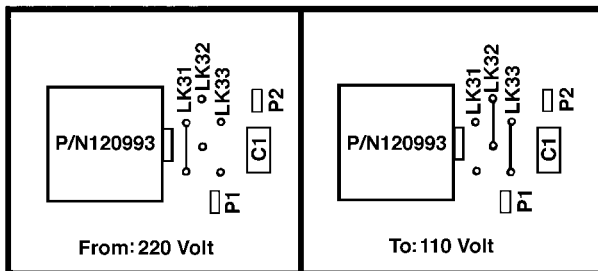 LK31
LK32
LK33
P2
P/N120993
C1
P1
From: 220 Volt
LK31
LK32
LK33
P2
P/N120993
C1
P1
To: 110 Volt